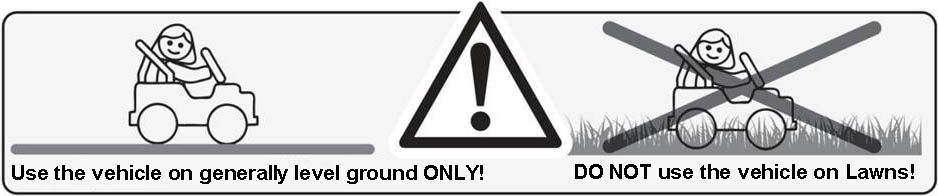 Use the vehicle on generally level ground ONLY!
DO NOT use the vehicle on Lawns!